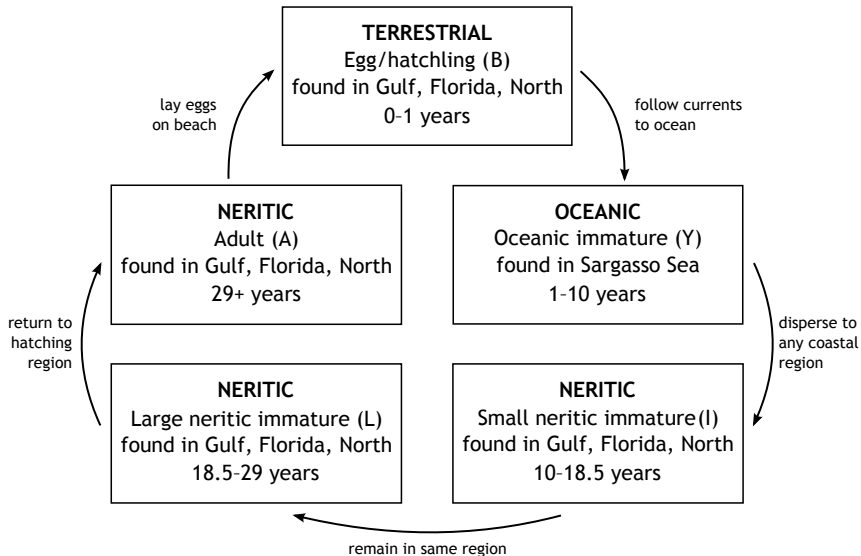 TERRESTRIAL
Egg/hatchling (B)
found in Gulf, Florida, North
0-1 years
lay eggs
on beach
follow currents
to ocean
NERITIC
Adult (A)
found in Gulf, Florida, North
29+ years
OCEANIC
Oceanic immature (Y)
found in Sargasso Sea
1-10 years
return to
hatching
region
disperse to
any coastal
region
NERITIC
Large neritic immature (L)
found in Gulf, Florida, North
18.5-29 years
NERITIC
Small neritic immature (I)
found in Gulf, Florida, North
10-18.5 years
remain in same region